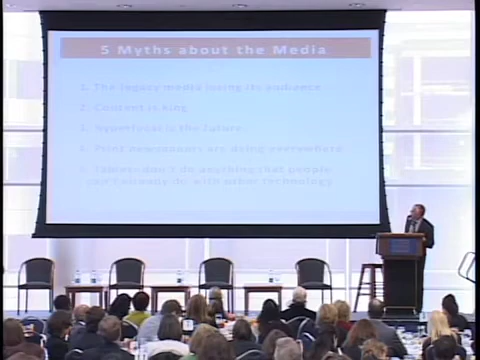 5 Myths about the Media
1. The legacy media losing its audience
2. Content is king
3. Hyperlocal is the future
4. Print newsrooms are dying everywhere
5. Tablets don't do anything that people
can't already do with other technology